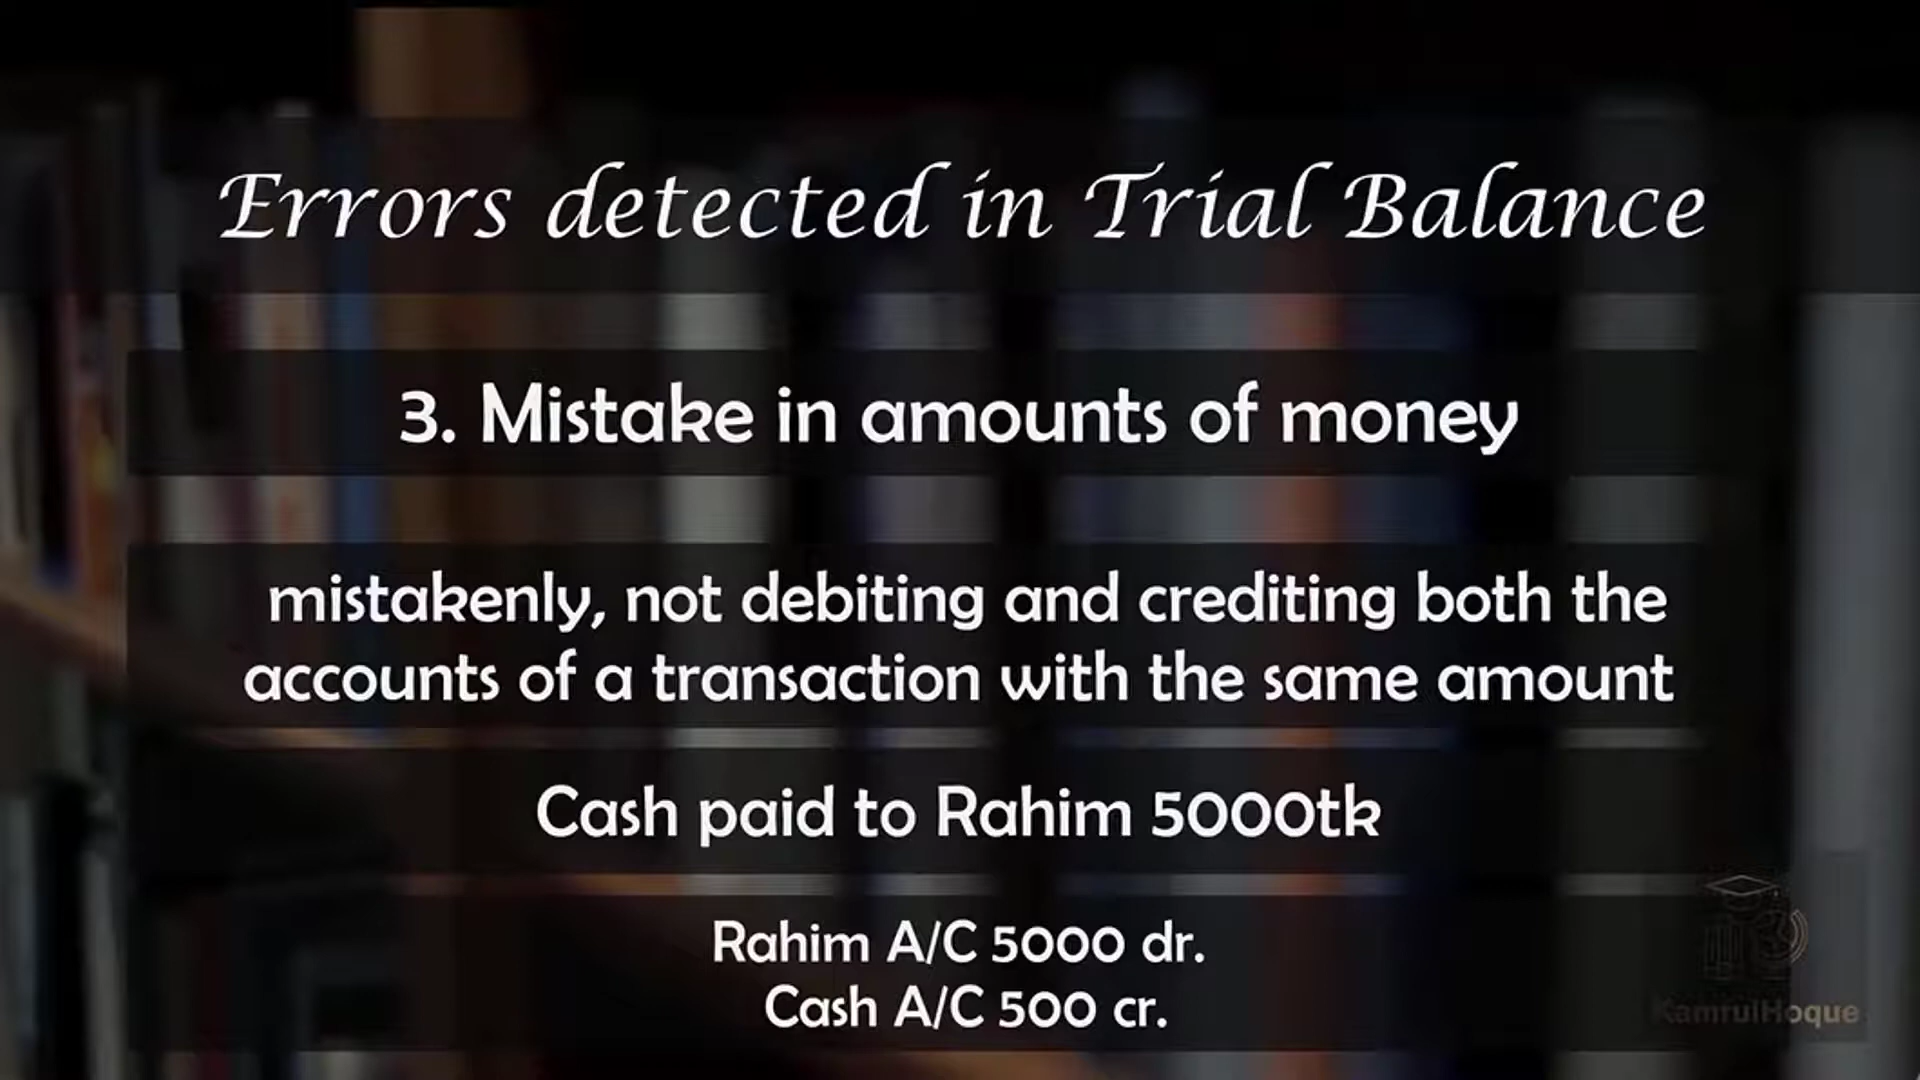 Errors detected in Trial Balance
3. Mistake in amounts of money
mistakenly, not debiting and crediting both the
accounts of a transaction with the same amount
Cash paid to Rahim 5000tk
Rahim A/C 5000 dr.
Cash A/C 500 cr.
KamrulHoque